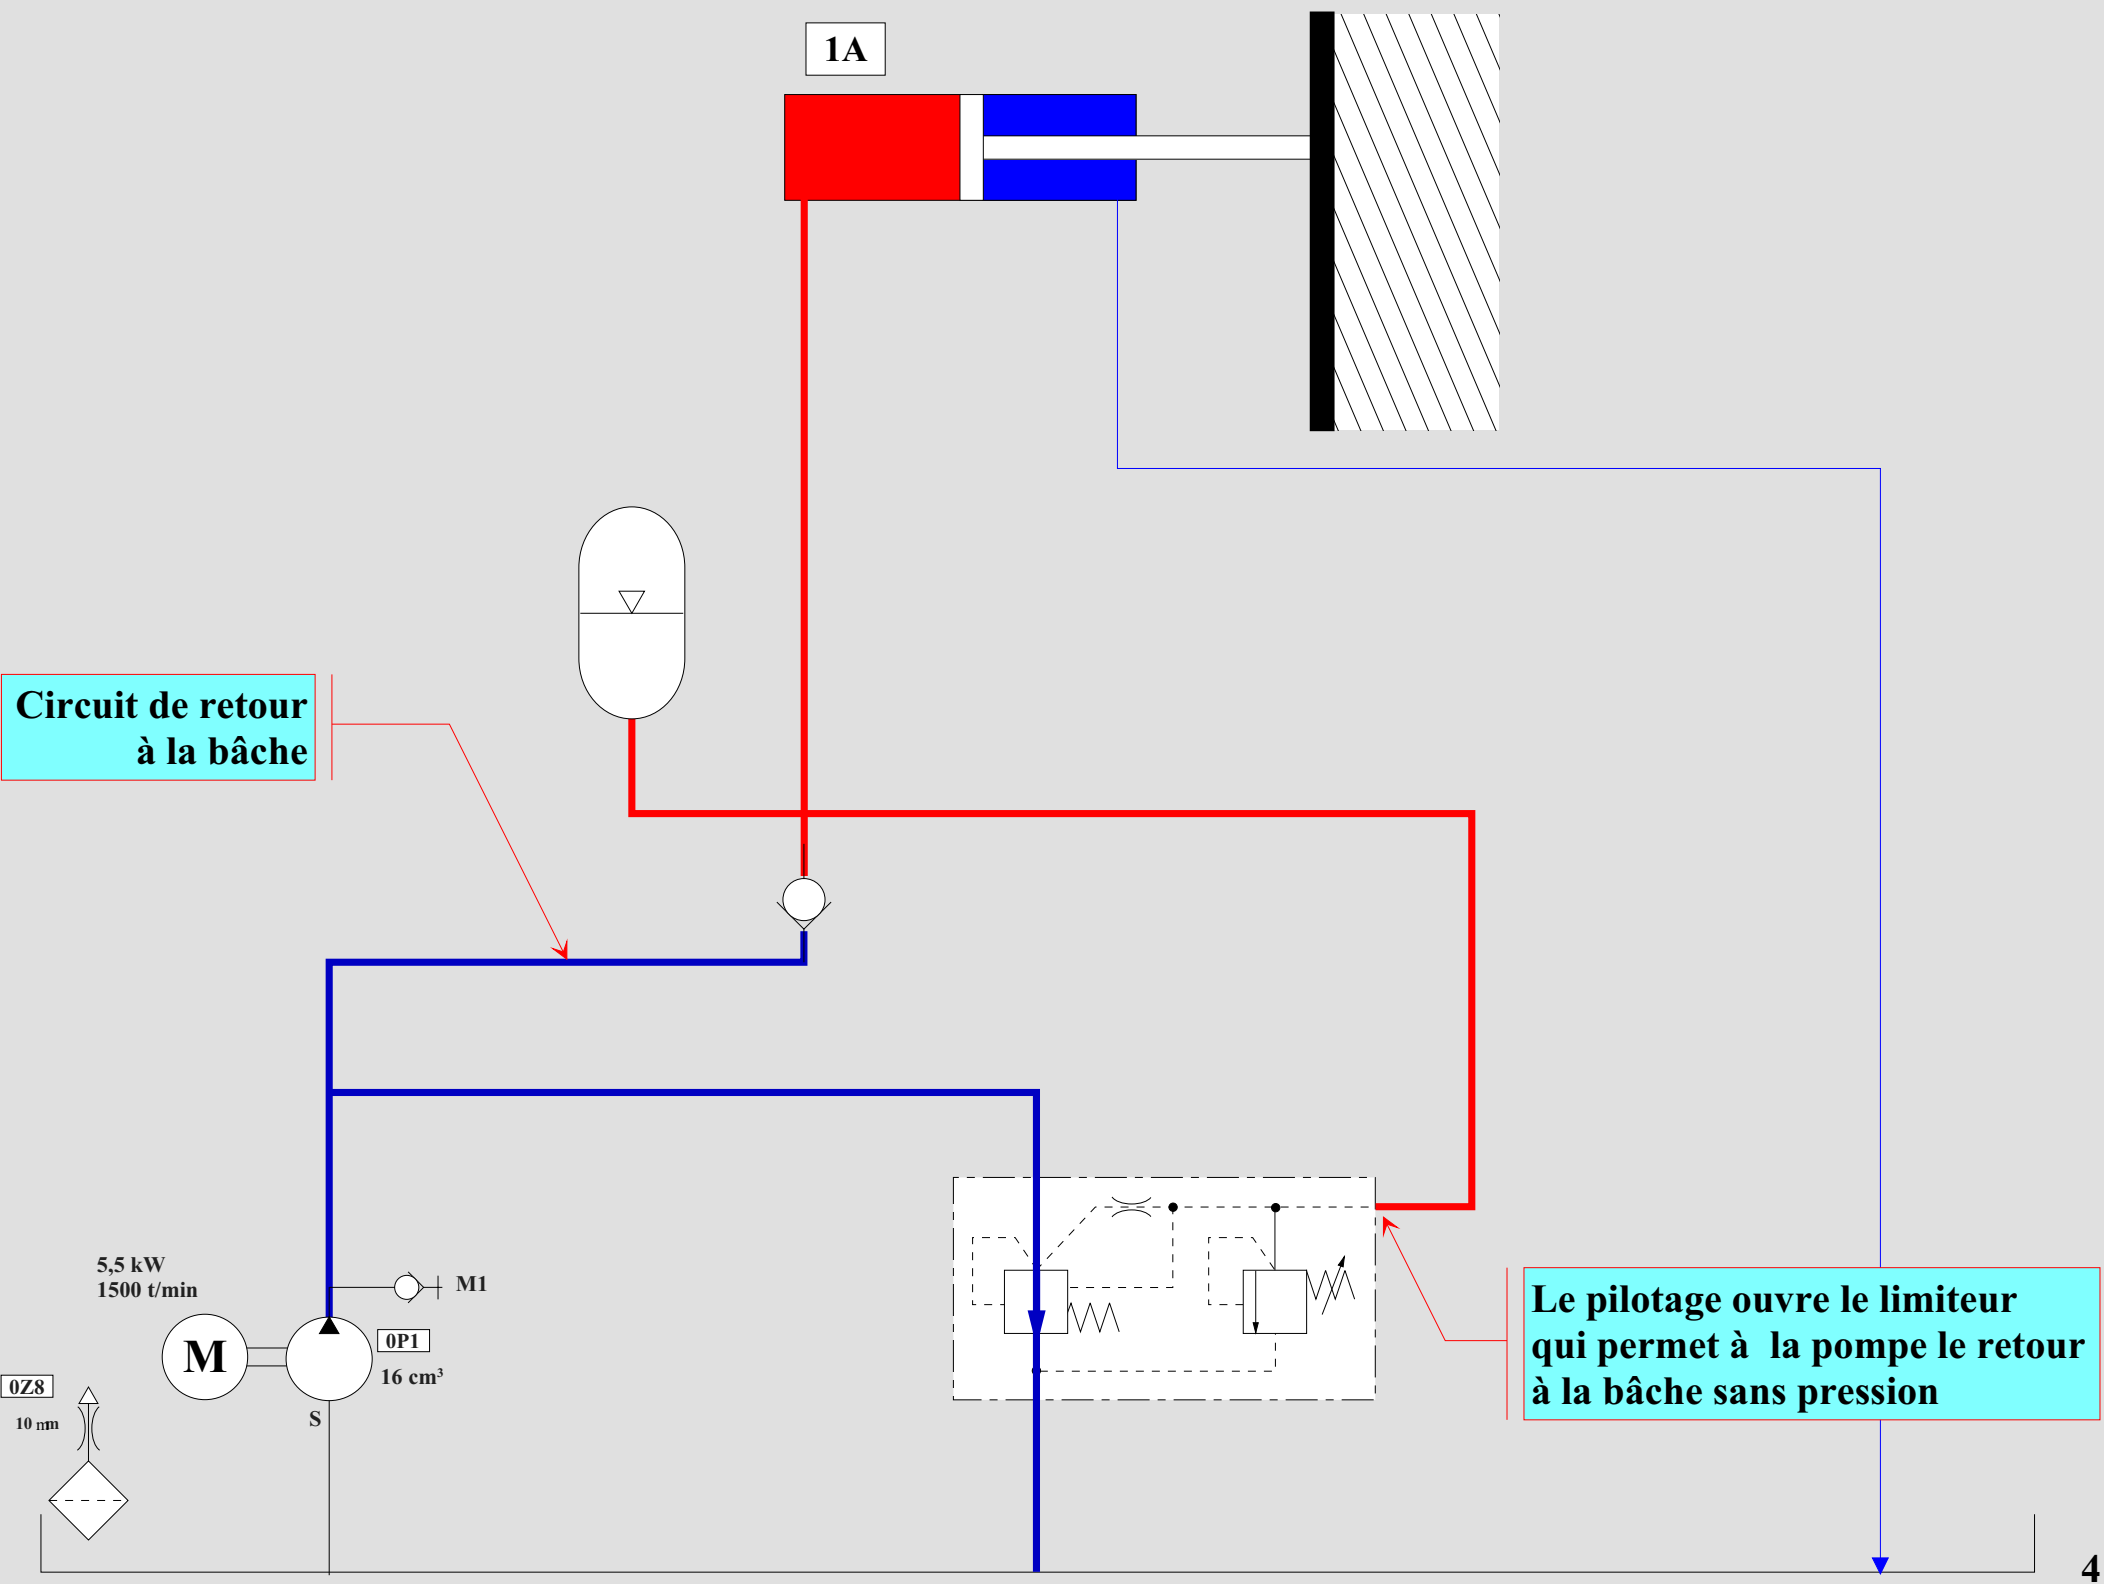 1A
Circuit de retour
à la bâche
5,5 kW
1500 t/min
M1
M
0P1
16 cm³
S
0Z8
10 nm
Le pilotage ouvre le limiteur
qui permet à  la pompe le retour
à la bâche sans pression
4